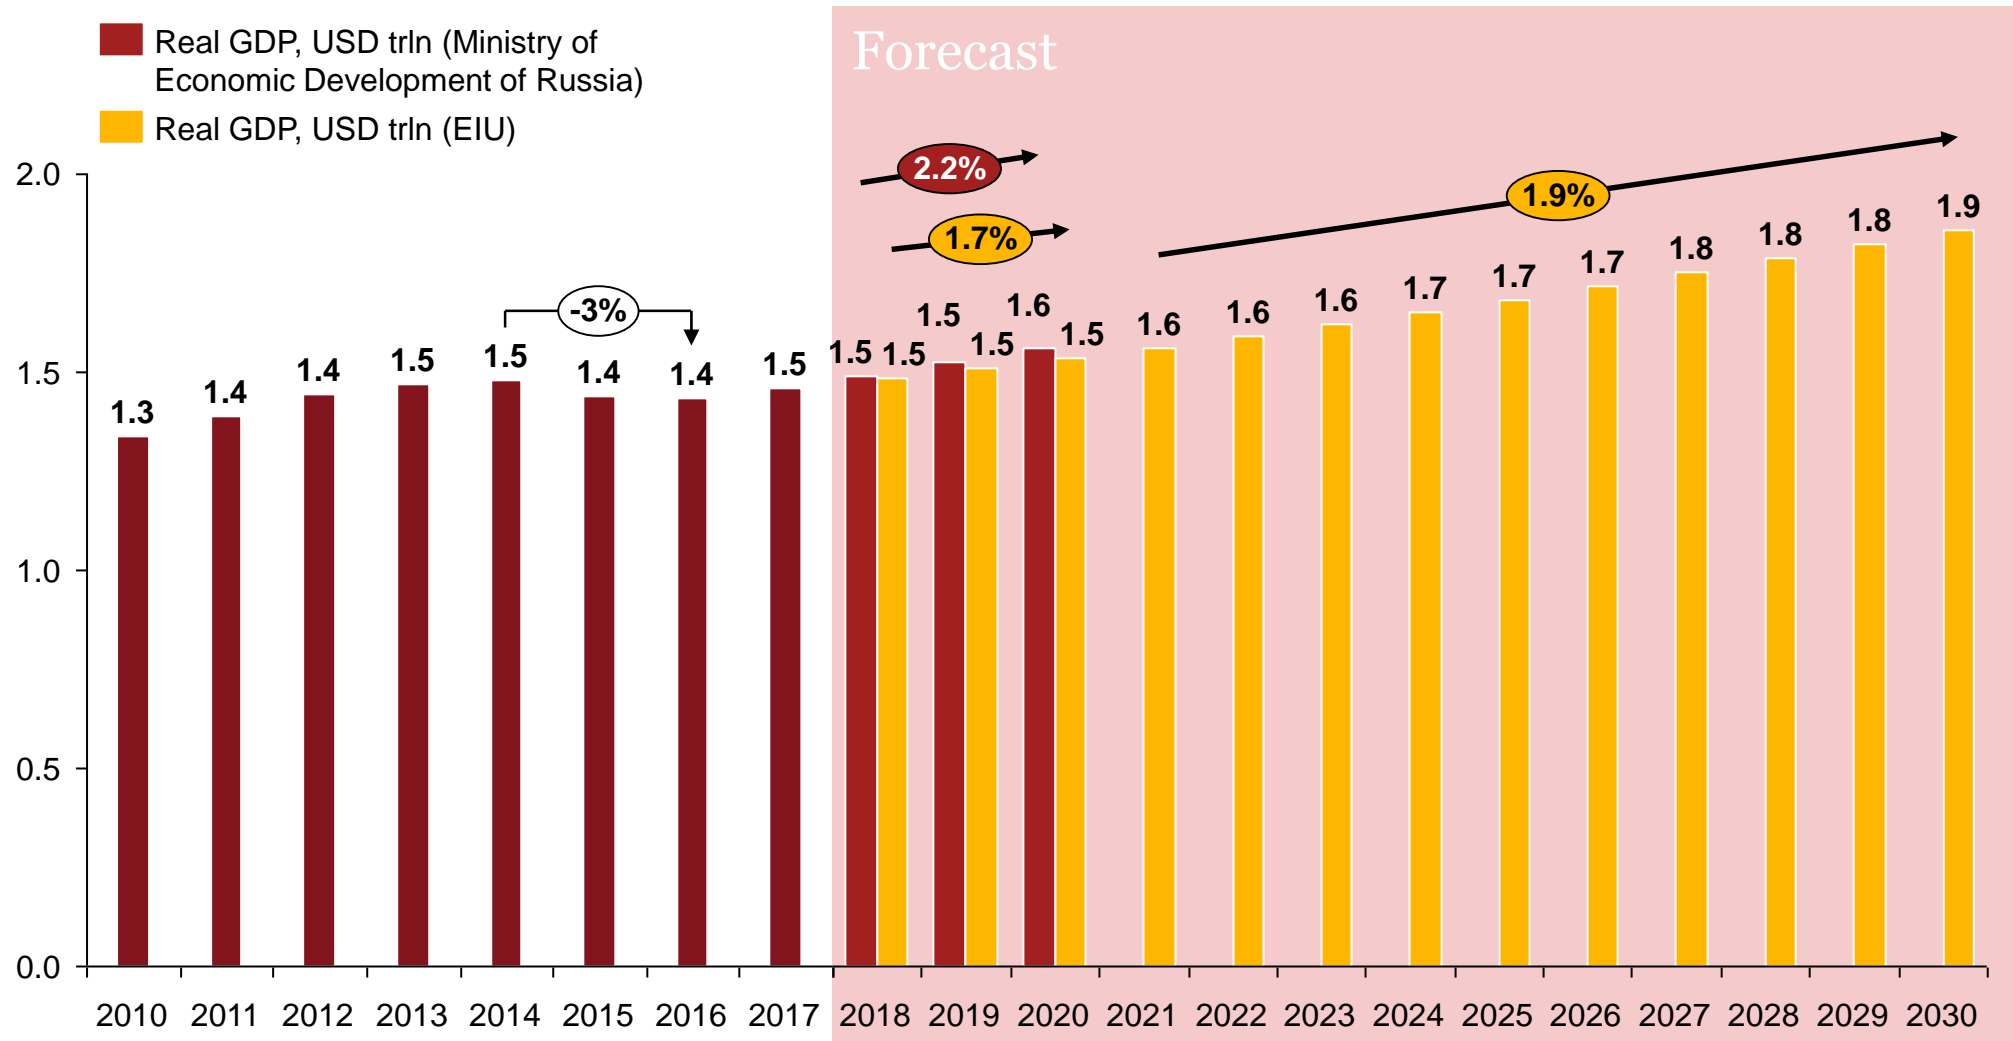 Real GDP, USD trln (Ministry of
Economic Development of Russia)
Real GDP, USD trln (EIU)
Forecast
2.2%
1.7%
1.9%
-3%
2.0
1.5
1.0
0.5
0.0
1.3 1.4 1.4 1.5 1.5 1.4 1.4 1.5 1.5 1.5 1.5 1.5 1.6 1.5 1.6 1.6 1.6 1.7 1.7 1.7 1.8 1.8 1.8 1.9
2010 2011 2012 2013 2014 2015 2016 2017 2018 2019 2020 2021 2022 2023 2024 2025 2026 2027 2028 2029 2030